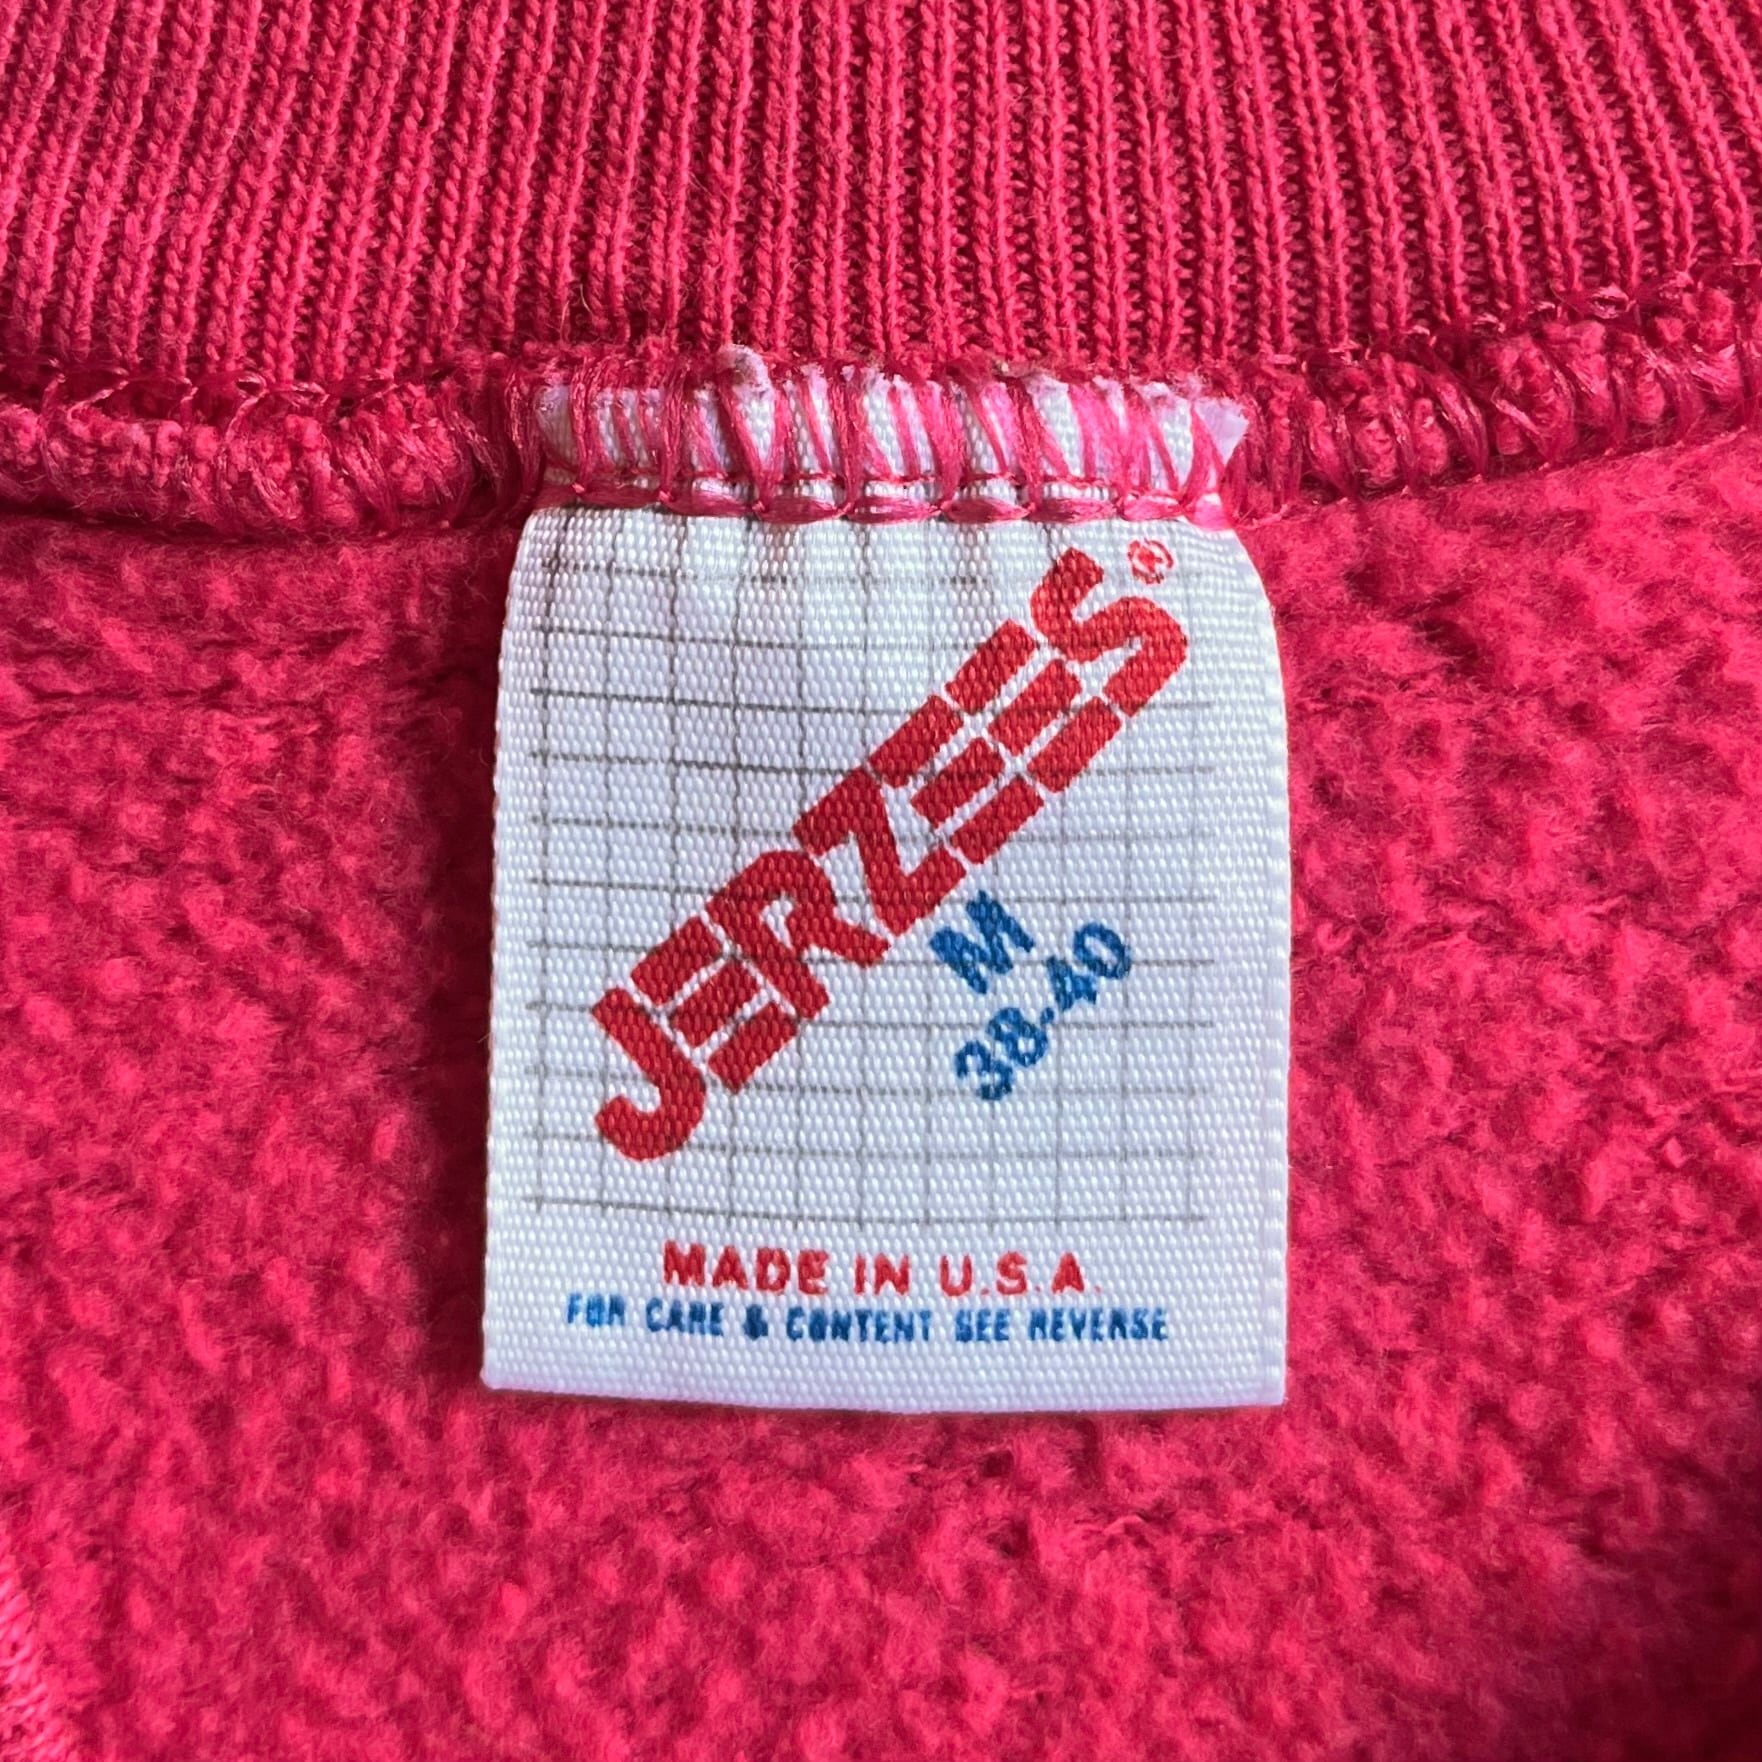 JERZEES®
M
38-40
MADE IN U.S.A.
FOR CARE & CONTENT SEE REVERSE